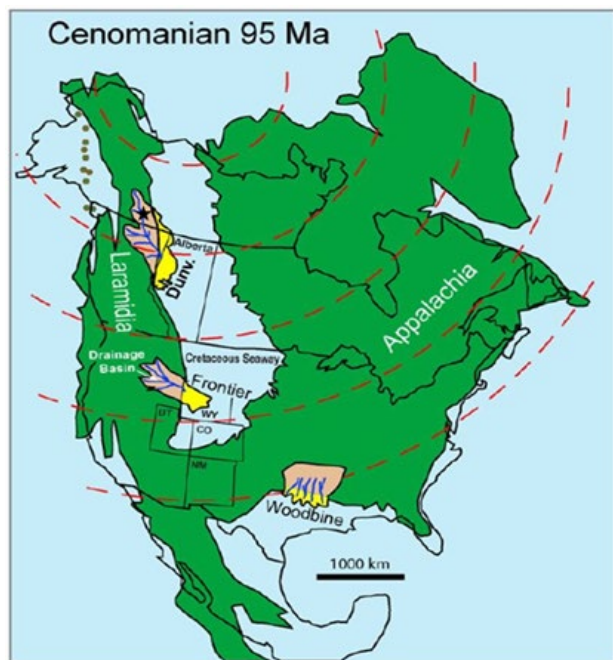 Cenomanian 95 Ma
Alberta
Dunv.
Laramidia
Appalachia
Cretaceous Seaway
Drainage
Basin
Frontier
UT
WY
CO
NM
Woodbine
1000 km